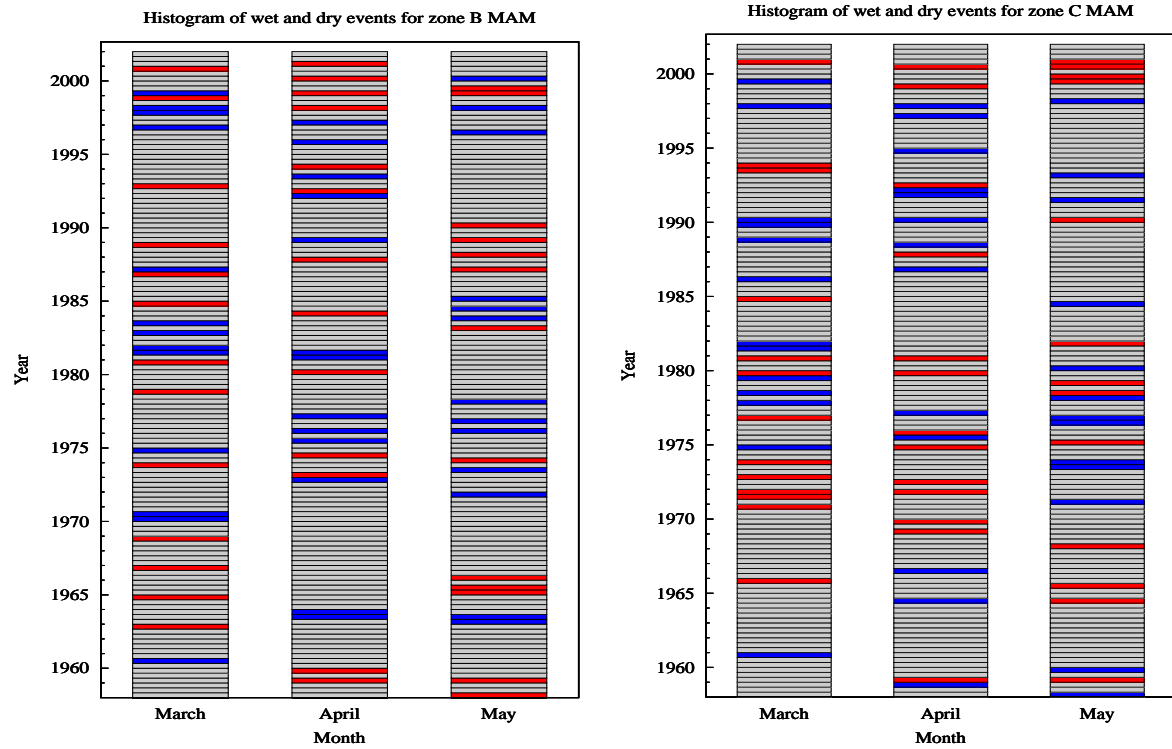 Histogram of wet and dry events for zone B MAM
2000
1995
1990
1985
1980
1975
1970
1965
1960
Year
March April May
Month
Histogram of wet and dry events for zone C MAM
2000
1995
1990
1985
1980
1975
1970
1965
1960
Year
March April May
Month